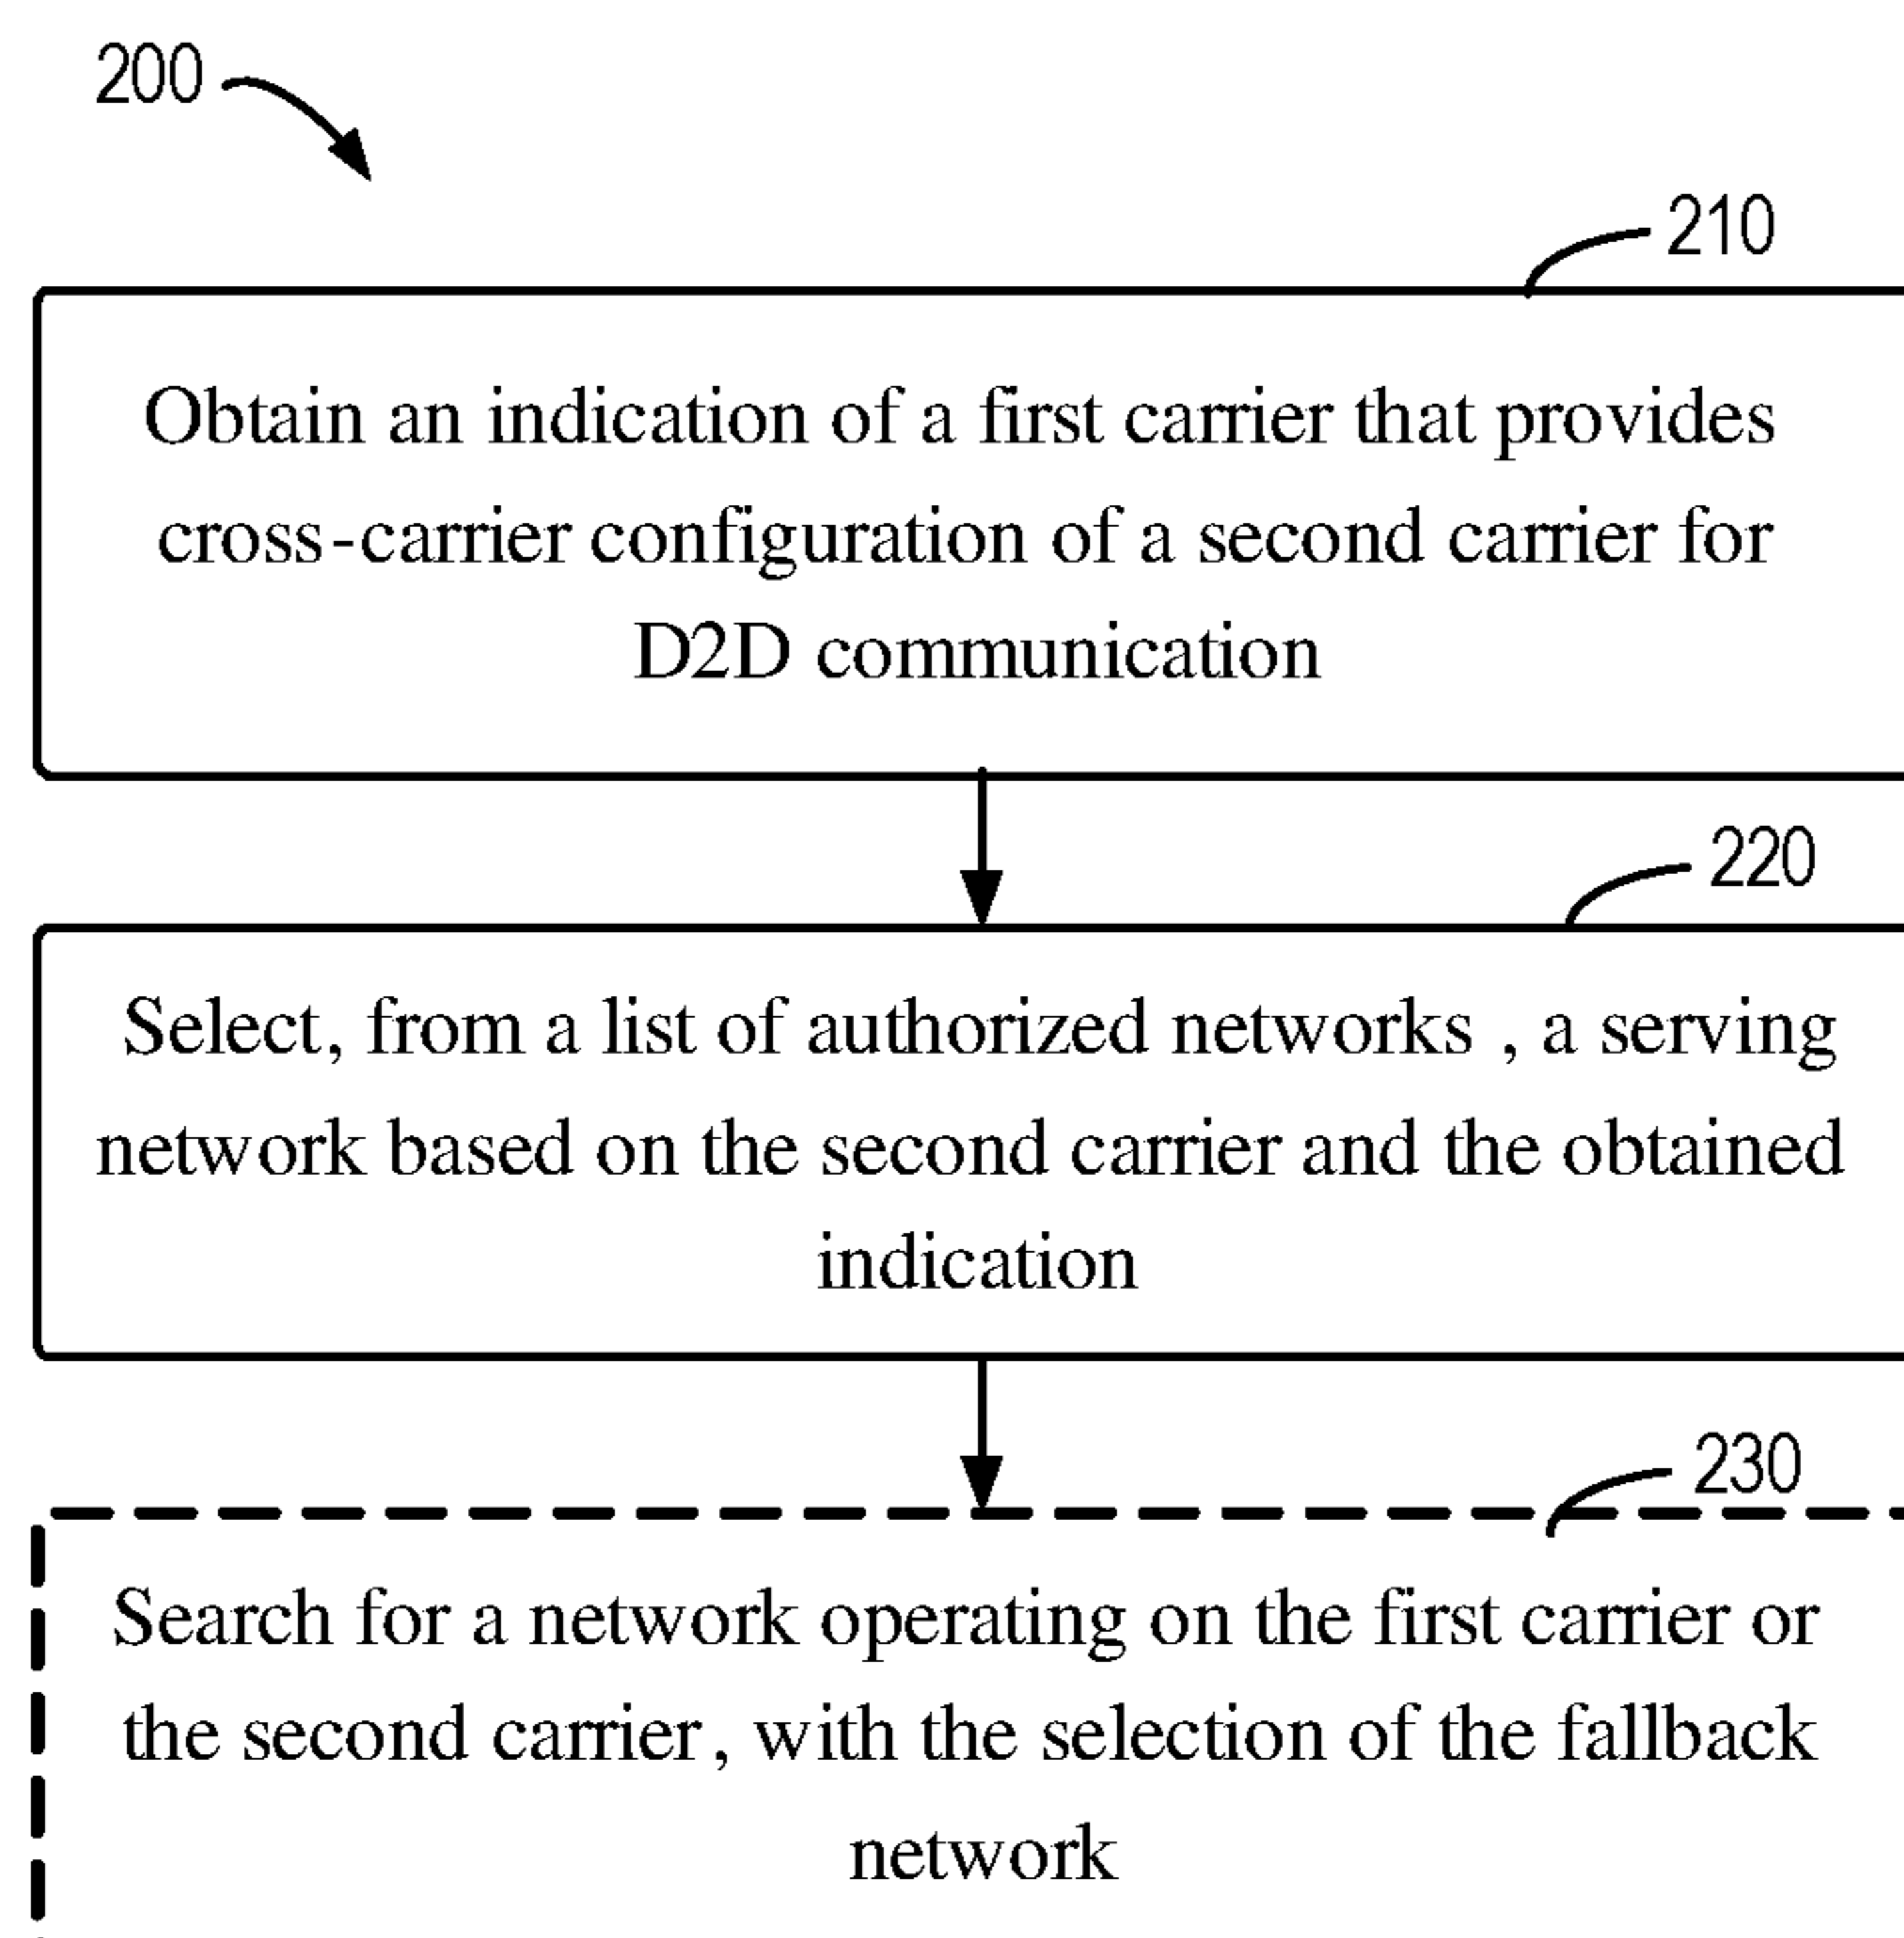 200
210
Obtain an indication of a first carrier that provides
cross-carrier configuration of a second carrier for
D2D communication
220
Select, from a list of authorized networks , a serving
network based on the second carrier and the obtained
indication
230
Search for a network operating on the first carrier or
the second carrier, with the selection of the fallback
network